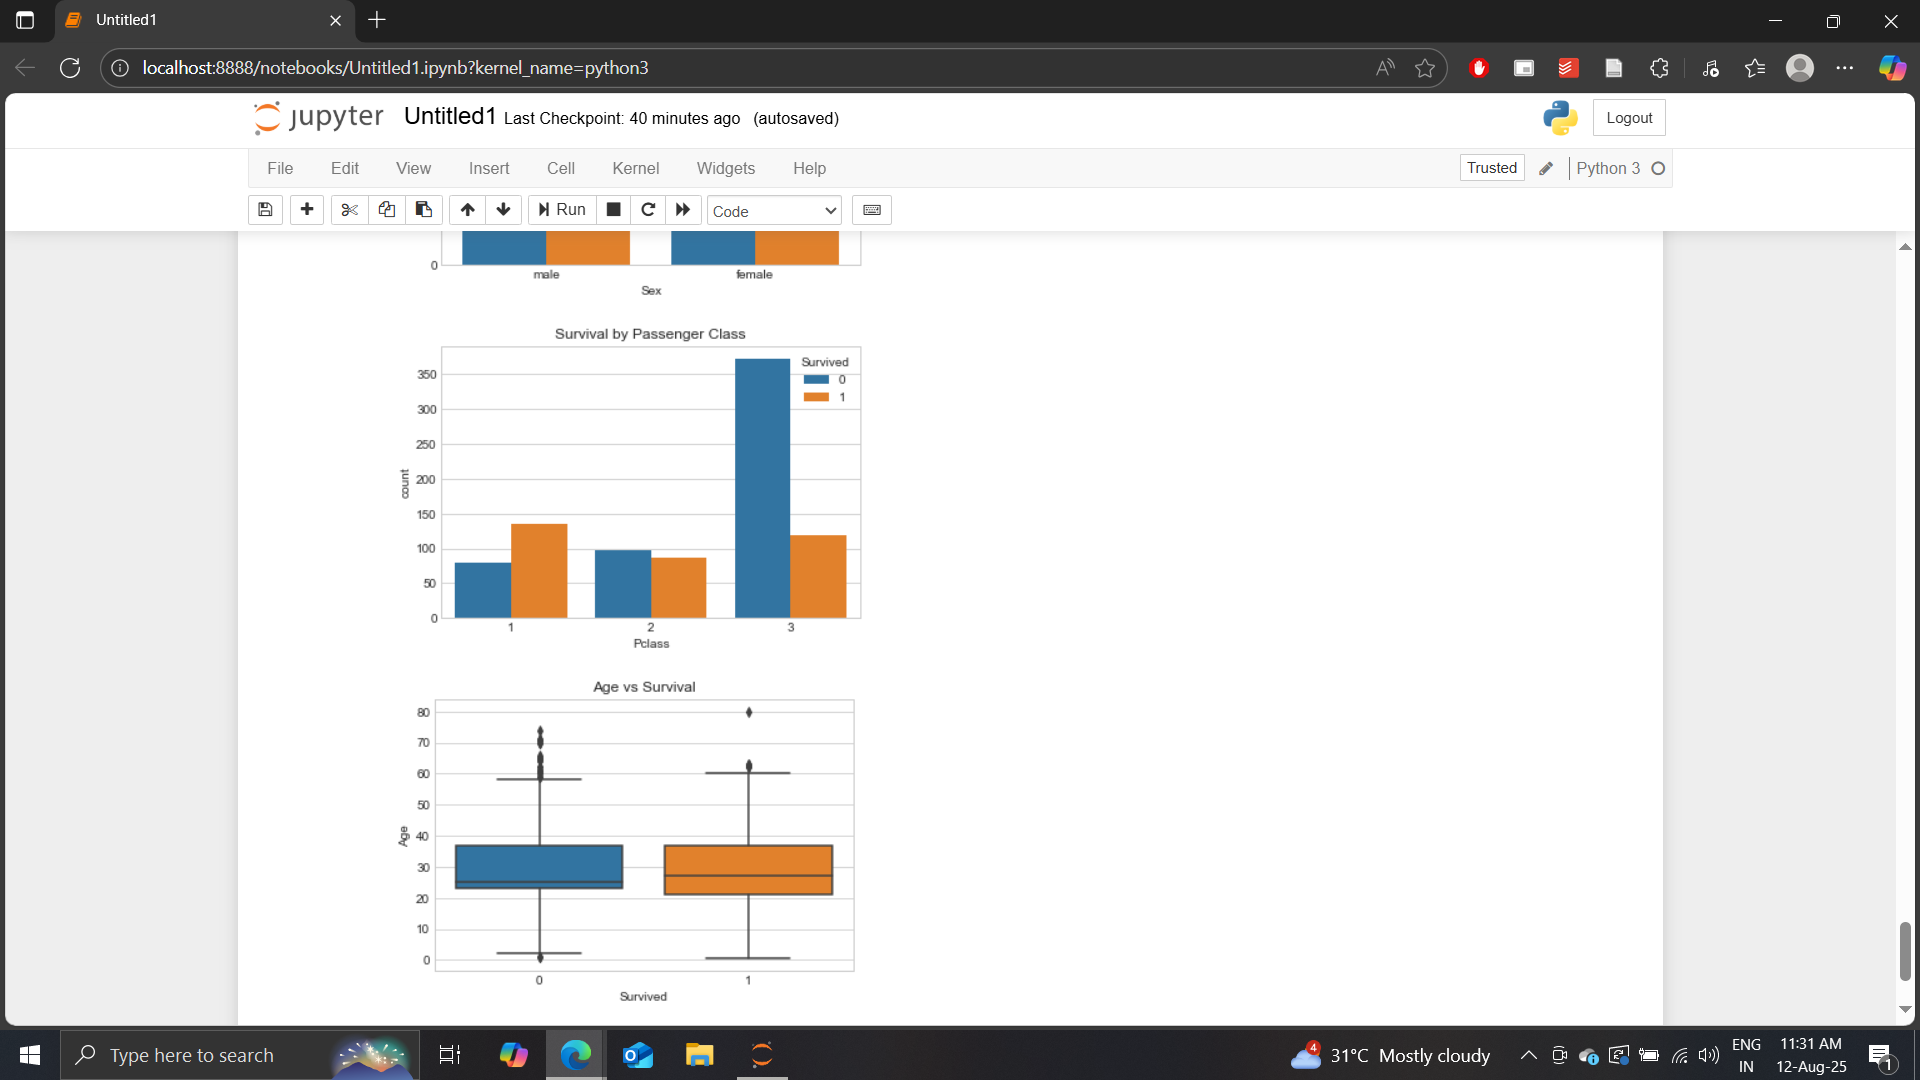 Untitled1
localhost:8888/notebooks/Untitled1.ipynb?kernel_name=python3
jupyter Untitled1 Last Checkpoint: 40 minutes ago (autosaved)
Logout
File Edit View Insert Cell Kernel Widgets Help
Trusted
Python 3
Run
Code
0
male female
Sex
Survival by Passenger Class
Survived
0
1
350
300
250
200
150
100
50
0
count
1 2 3
Pclass
Age vs Survival
80
70
60
50
40
30
20
10
0
Age
0 1
Survived
Type here to search
4
31°C Mostly cloudy
ENG
IN
11:31 AM
12-Aug-25
1